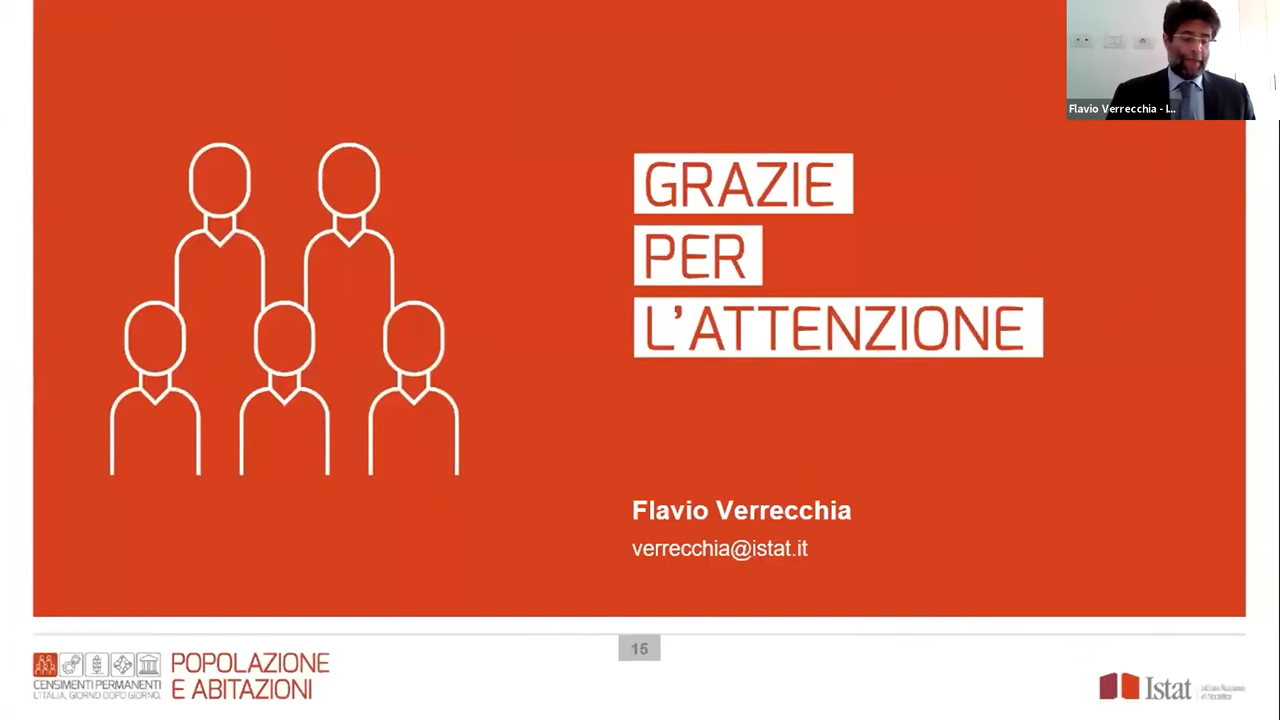 Flavio Verrecchia - I...
GRAZIE
PER
L'ATTENZIONE
Flavio Verrecchia
verrecchia@istat.it
15
CENSIMENTI PERMANENTI
L'ITALIA, GIORNO DOPO GIORNO.
POPOLAZIONE
E ABITAZIONI
Istat